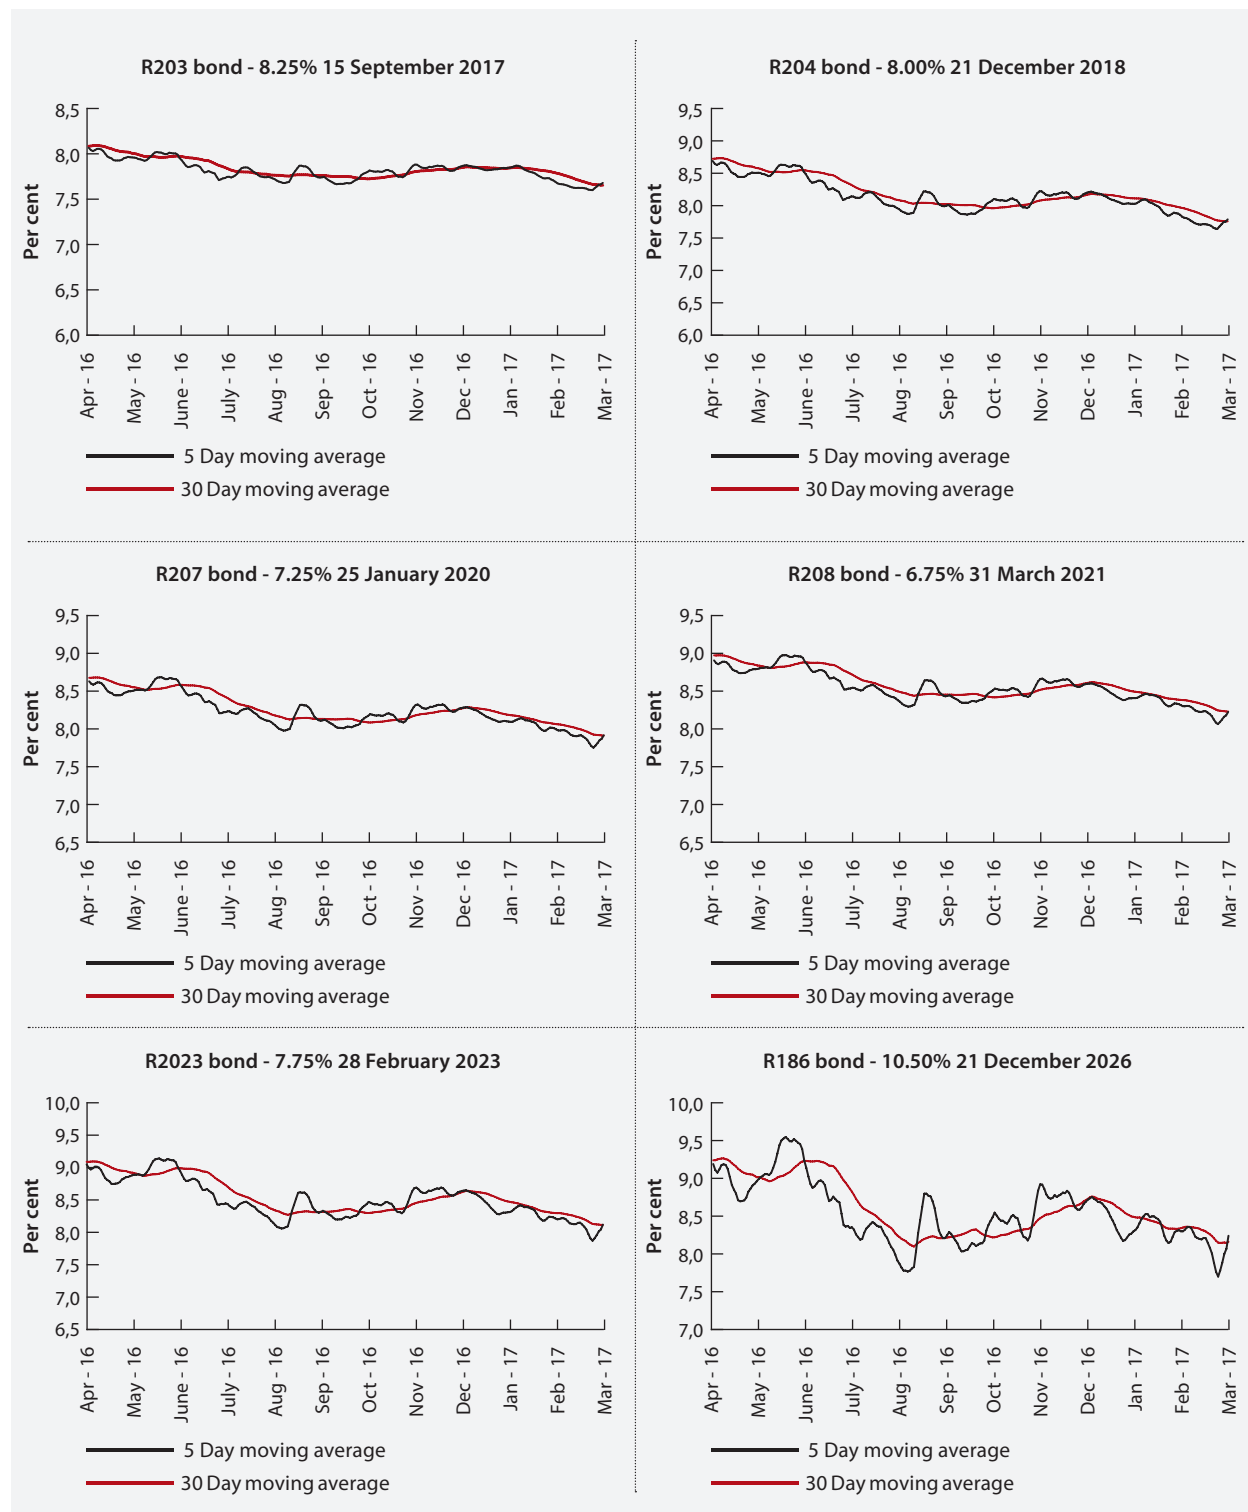 R203 bond - 8.25% 15 September 2017
8,5
8,0
7,5
7,0
6,5
6,0
Per cent
Apr - 16
May - 16
June - 16
July - 16
Aug - 16
Sep - 16
Oct - 16
Nov - 16
Dec - 16
Jan - 17
Feb - 17
Mar - 17
5 Day moving average
30 Day moving average
R204 bond - 8.00% 21 December 2018
9,5
9,0
8,5
8,0
7,5
7,0
6,5
6,0
Per cent
Apr - 16
May - 16
June - 16
July - 16
Aug - 16
Sep - 16
Oct - 16
Nov - 16
Dec - 16
Jan - 17
Feb - 17
Mar - 17
5 Day moving average
30 Day moving average
R207 bond - 7.25% 25 January 2020
9,5
9,0
8,5
8,0
7,5
7,0
6,5
Per cent
Apr - 16
May - 16
June - 16
July - 16
Aug - 16
Sep - 16
Oct - 16
Nov - 16
Dec - 16
Jan - 17
Feb - 17
Mar - 17
5 Day moving average
30 Day moving average
R208 bond - 6.75% 31 March 2021
9,5
9,0
8,5
8,0
7,5
7,0
6,5
Per cent
Apr - 16
May - 16
June - 16
July - 16
Aug - 16
Sep - 16
Oct - 16
Nov - 16
Dec - 16
Jan - 17
Feb - 17
Mar - 17
5 Day moving average
30 Day moving average
R2023 bond - 7.75% 28 February 2023
10,0
9,5
9,0
8,5
8,0
7,5
7,0
6,5
Per cent
Apr - 16
May - 16
June - 16
July - 16
Aug - 16
Sep - 16
Oct - 16
Nov - 16
Dec - 16
Jan - 17
Feb - 17
Mar - 17
5 Day moving average
30 Day moving average
R186 bond - 10.50% 21 December 2026
10,0
9,5
9,0
8,5
8,0
7,5
7,0
Per cent
Apr - 16
May - 16
June - 16
July - 16
Aug - 16
Sep - 16
Oct - 16
Nov - 16
Dec - 16
Jan - 17
Feb - 17
Mar - 17
5 Day moving average
30 Day moving average